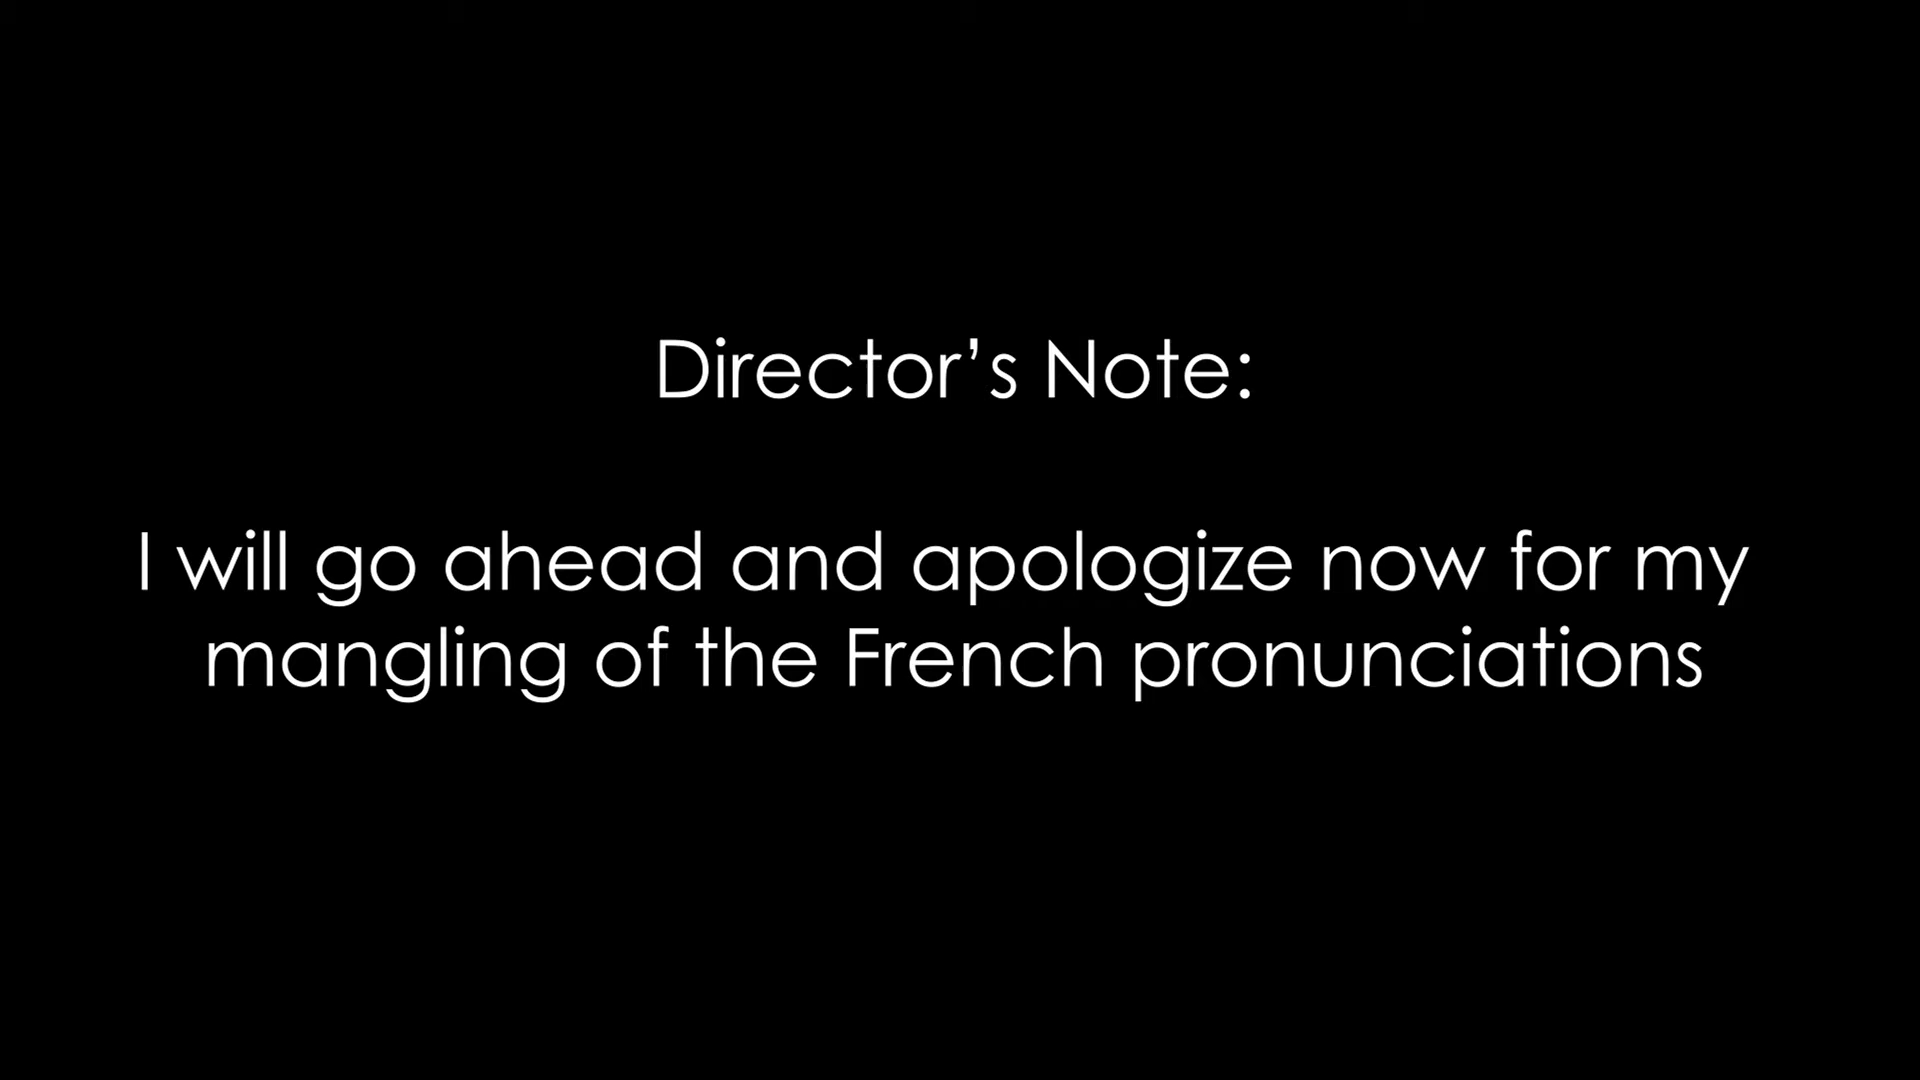 Director’s Note:
I will go ahead and apologize now for my
mangling of the French pronunciations